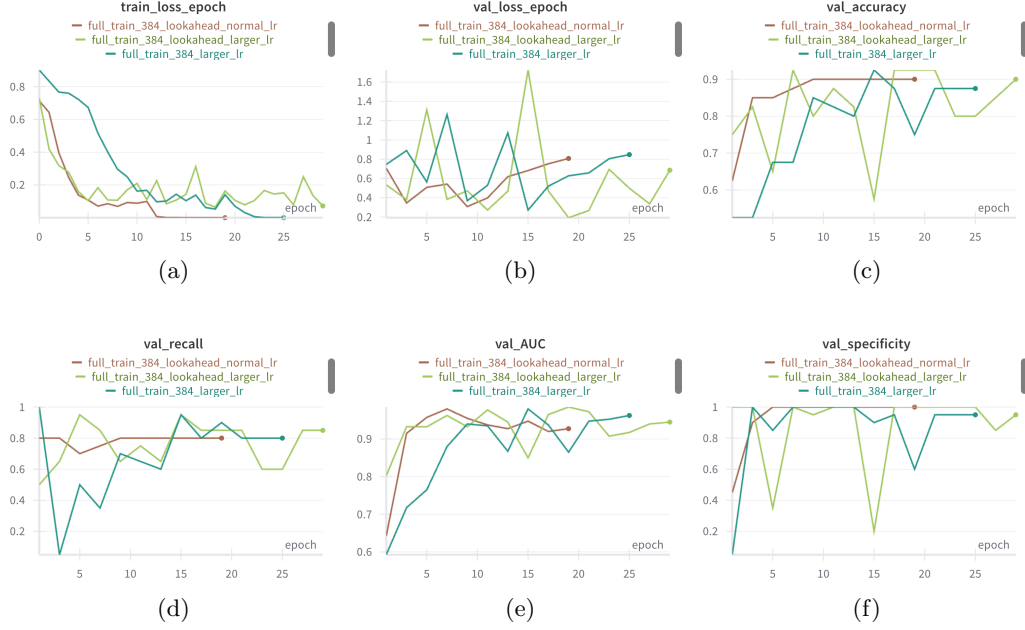 train_loss_epoch
full_train_384_lookahead_normal_lr
full_train_384_lookahead_larger_lr
full_train_384_larger_lr
0.8
0.6
0.4
0.2
epoch
0 5 10 15 20 25
(a)
val_loss_epoch
full_train_384_lookahead_normal_lr
full_train_384_lookahead_larger_lr
full_train_384_larger_lr
1.6
1.4
1.2
1
0.8
0.6
0.4
0.2
epoch
5 10 15 20 25
(b)
val_accuracy
full_train_384_lookahead_normal_lr
full_train_384_lookahead_larger_lr
full_train_384_larger_lr
0.9
0.8
0.7
0.6
epoch
5 10 15 20 25
(c)
val_recall
full_train_384_lookahead_normal_lr
full_train_384_lookahead_larger_lr
full_train_384_larger_lr
1
0.8
0.6
0.4
0.2
epoch
5 10 15 20 25
(d)
val_AUC
full_train_384_lookahead_normal_lr
full_train_384_lookahead_larger_lr
full_train_384_larger_lr
0.9
0.8
0.7
0.6
epoch
5 10 15 20 25
(e)
val_specificity
full_train_384_lookahead_normal_lr
full_train_384_lookahead_larger_lr
full_train_384_larger_lr
1
0.8
0.6
0.4
0.2
epoch
5 10 15 20 25
(f)